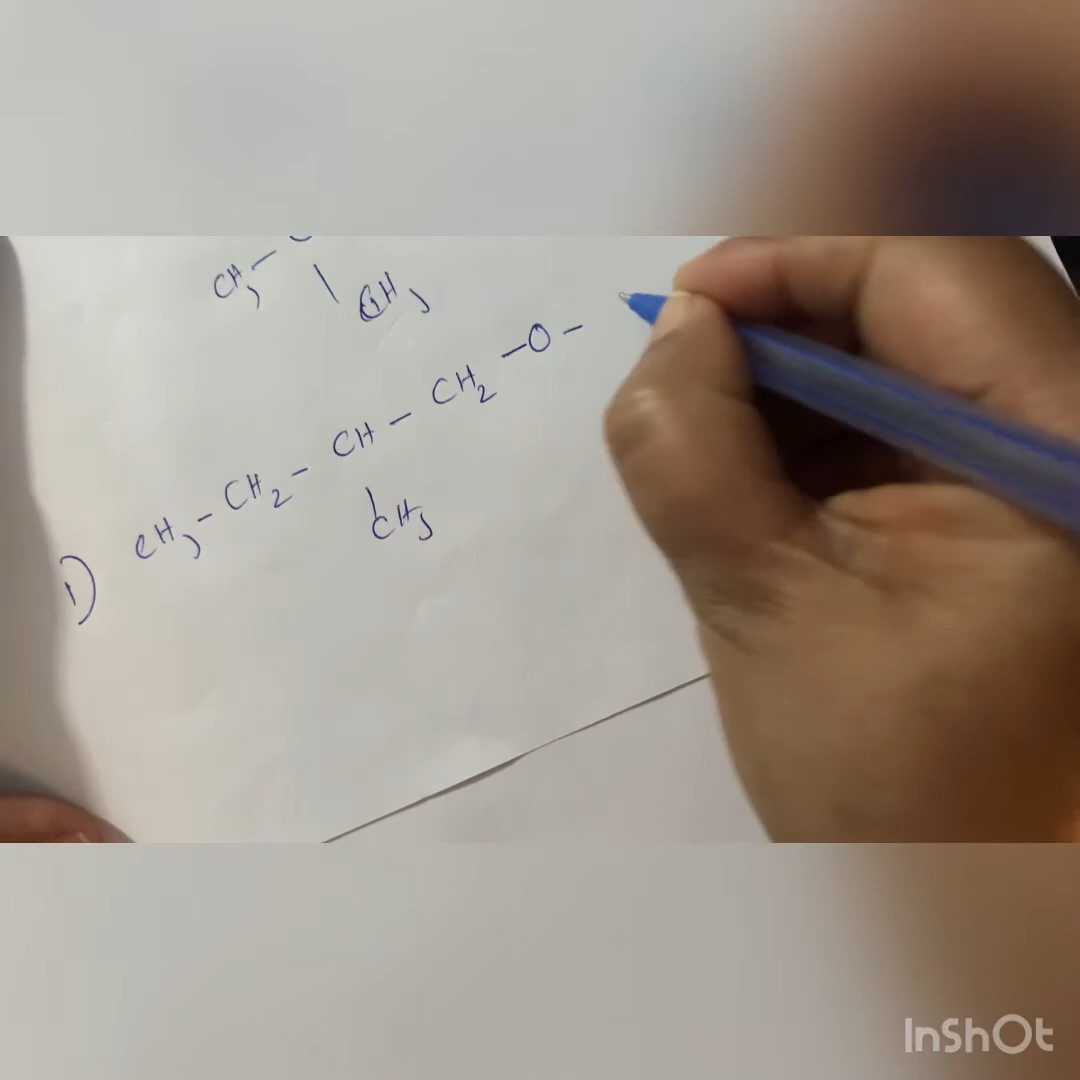 CH3 –
CH3
1) CH3 – CH2 – CH – CH2 – O –
CH3
InShOt